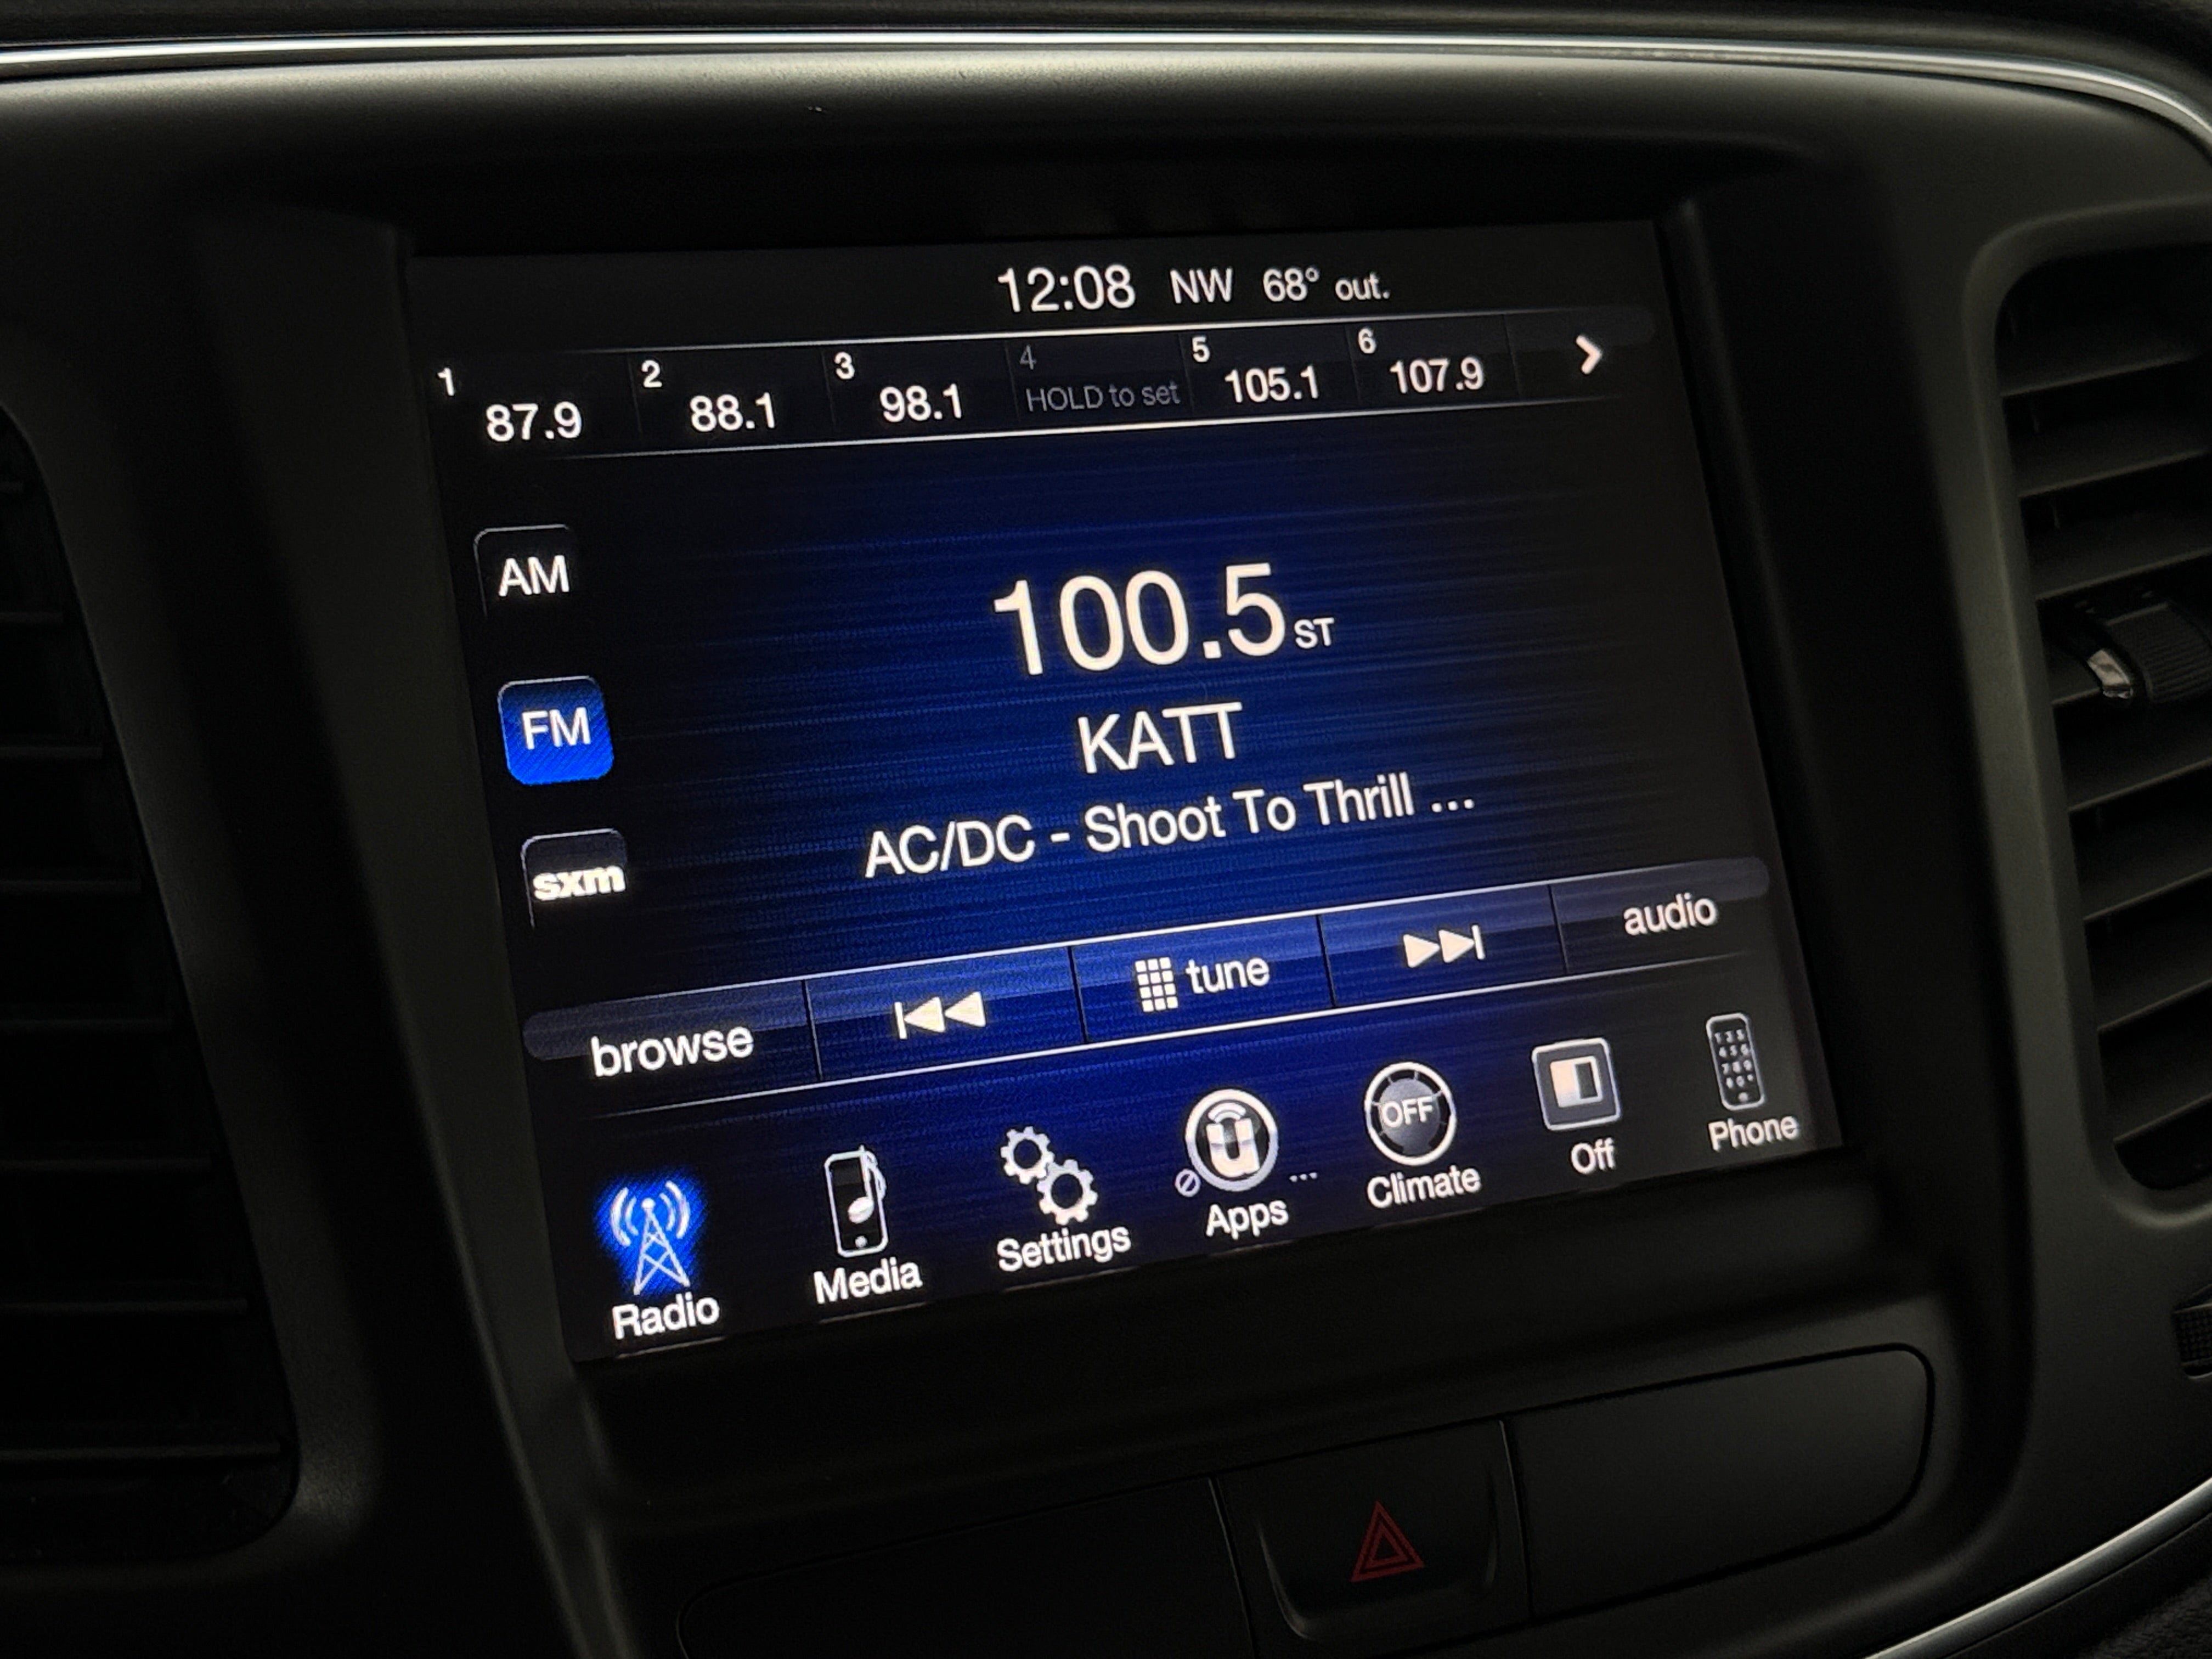 12:08 NW 68° out.
1 87.9 2 88.1 3 98.1 4 HOLD to set 5 105.1 6 107.9
AM
100.5 ST
FM
KATT
AC/DC - Shoot To Thrill ...
sxm
browse tune audio
OFF
Radio Media Settings Apps ... Climate Off Phone